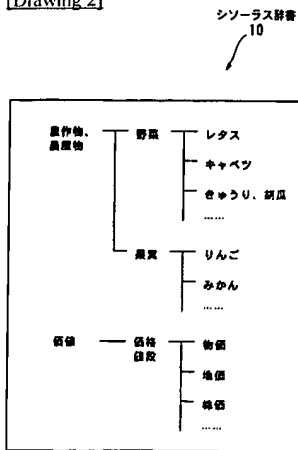 [Drawing 2]
シソーラス辞書
10
農作物、 野菜 レタス
農産物
キャベツ
きゅうり、胡瓜
……
果実 りんご
みかん
……
価値 価格 物価
値段
地価
株価
……